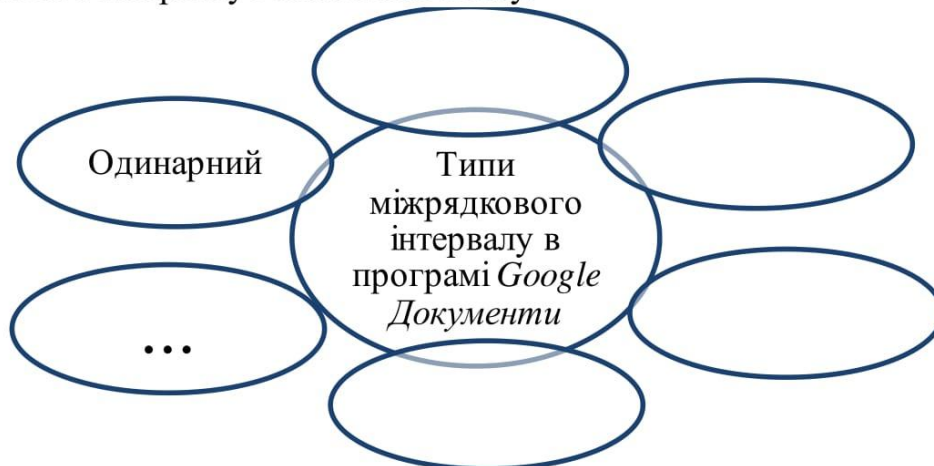 Одинарний
Типи
міжрядкового
інтервалу в
програмі Google
Документи
...